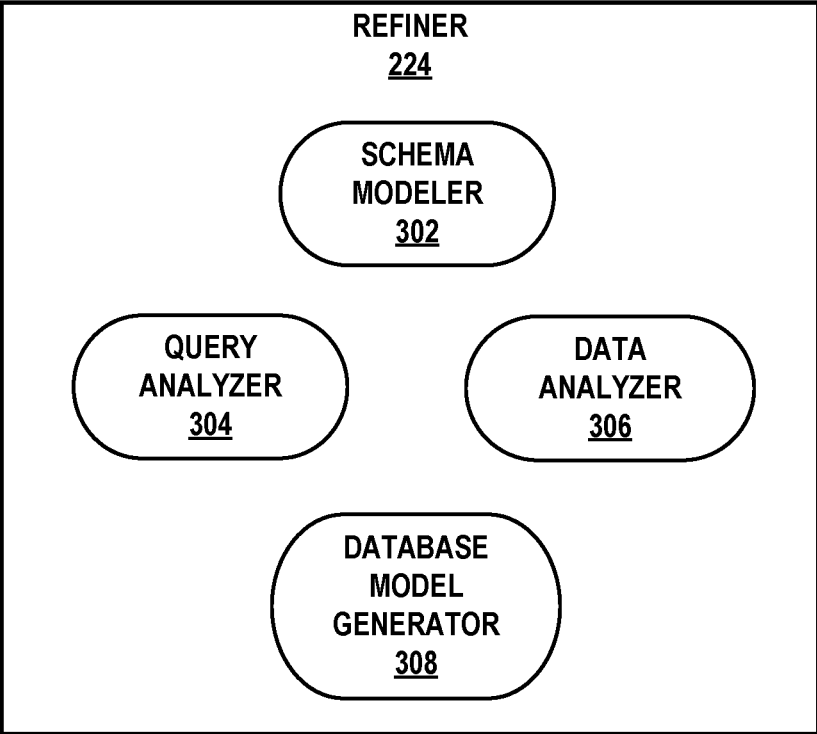 REFINER
224
SCHEMA
MODELER
302
QUERY
ANALYZER
304
DATA
ANALYZER
306
DATABASE
MODEL
GENERATOR
308